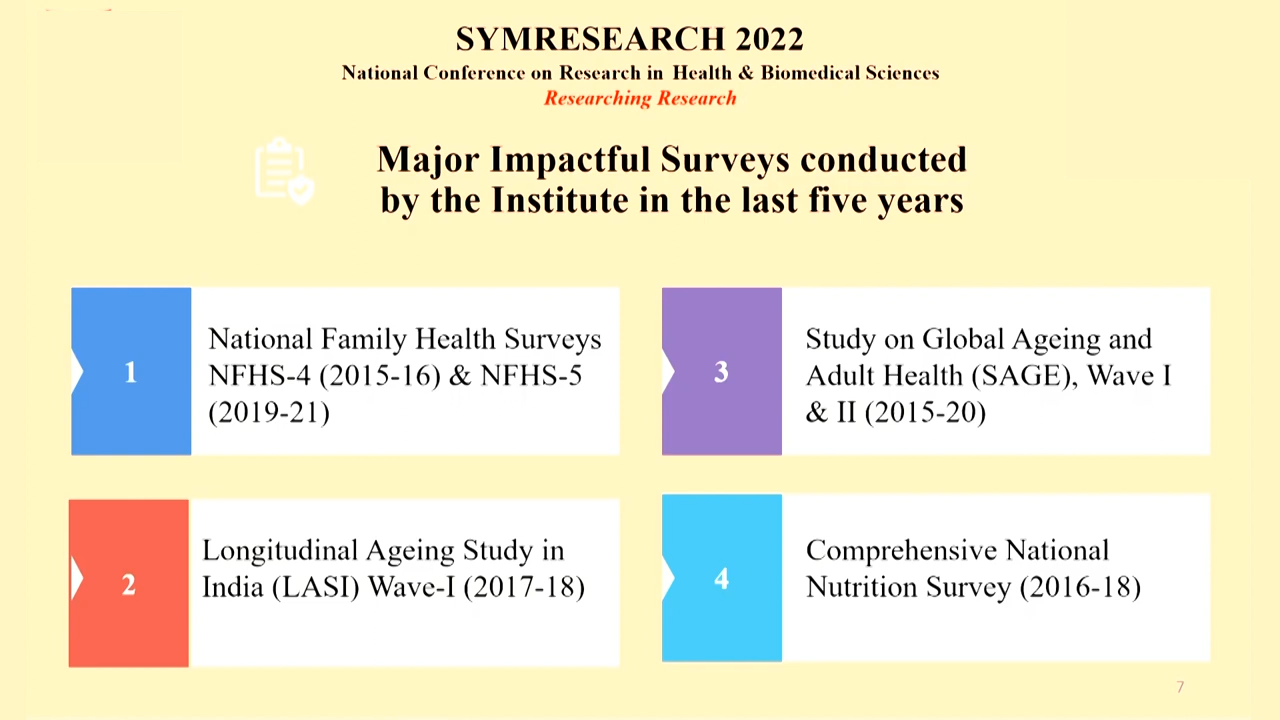 SYMRESEARCH 2022
National Conference on Research in Health & Biomedical Sciences
Researching Research
Major Impactful Surveys conducted
by the Institute in the last five years
1
National Family Health Surveys
NFHS-4 (2015-16) & NFHS-5
(2019-21)
2
Longitudinal Ageing Study in
India (LASI) Wave-I (2017-18)
3
Study on Global Ageing and
Adult Health (SAGE), Wave I
& II (2015-20)
4
Comprehensive National
Nutrition Survey (2016-18)
7